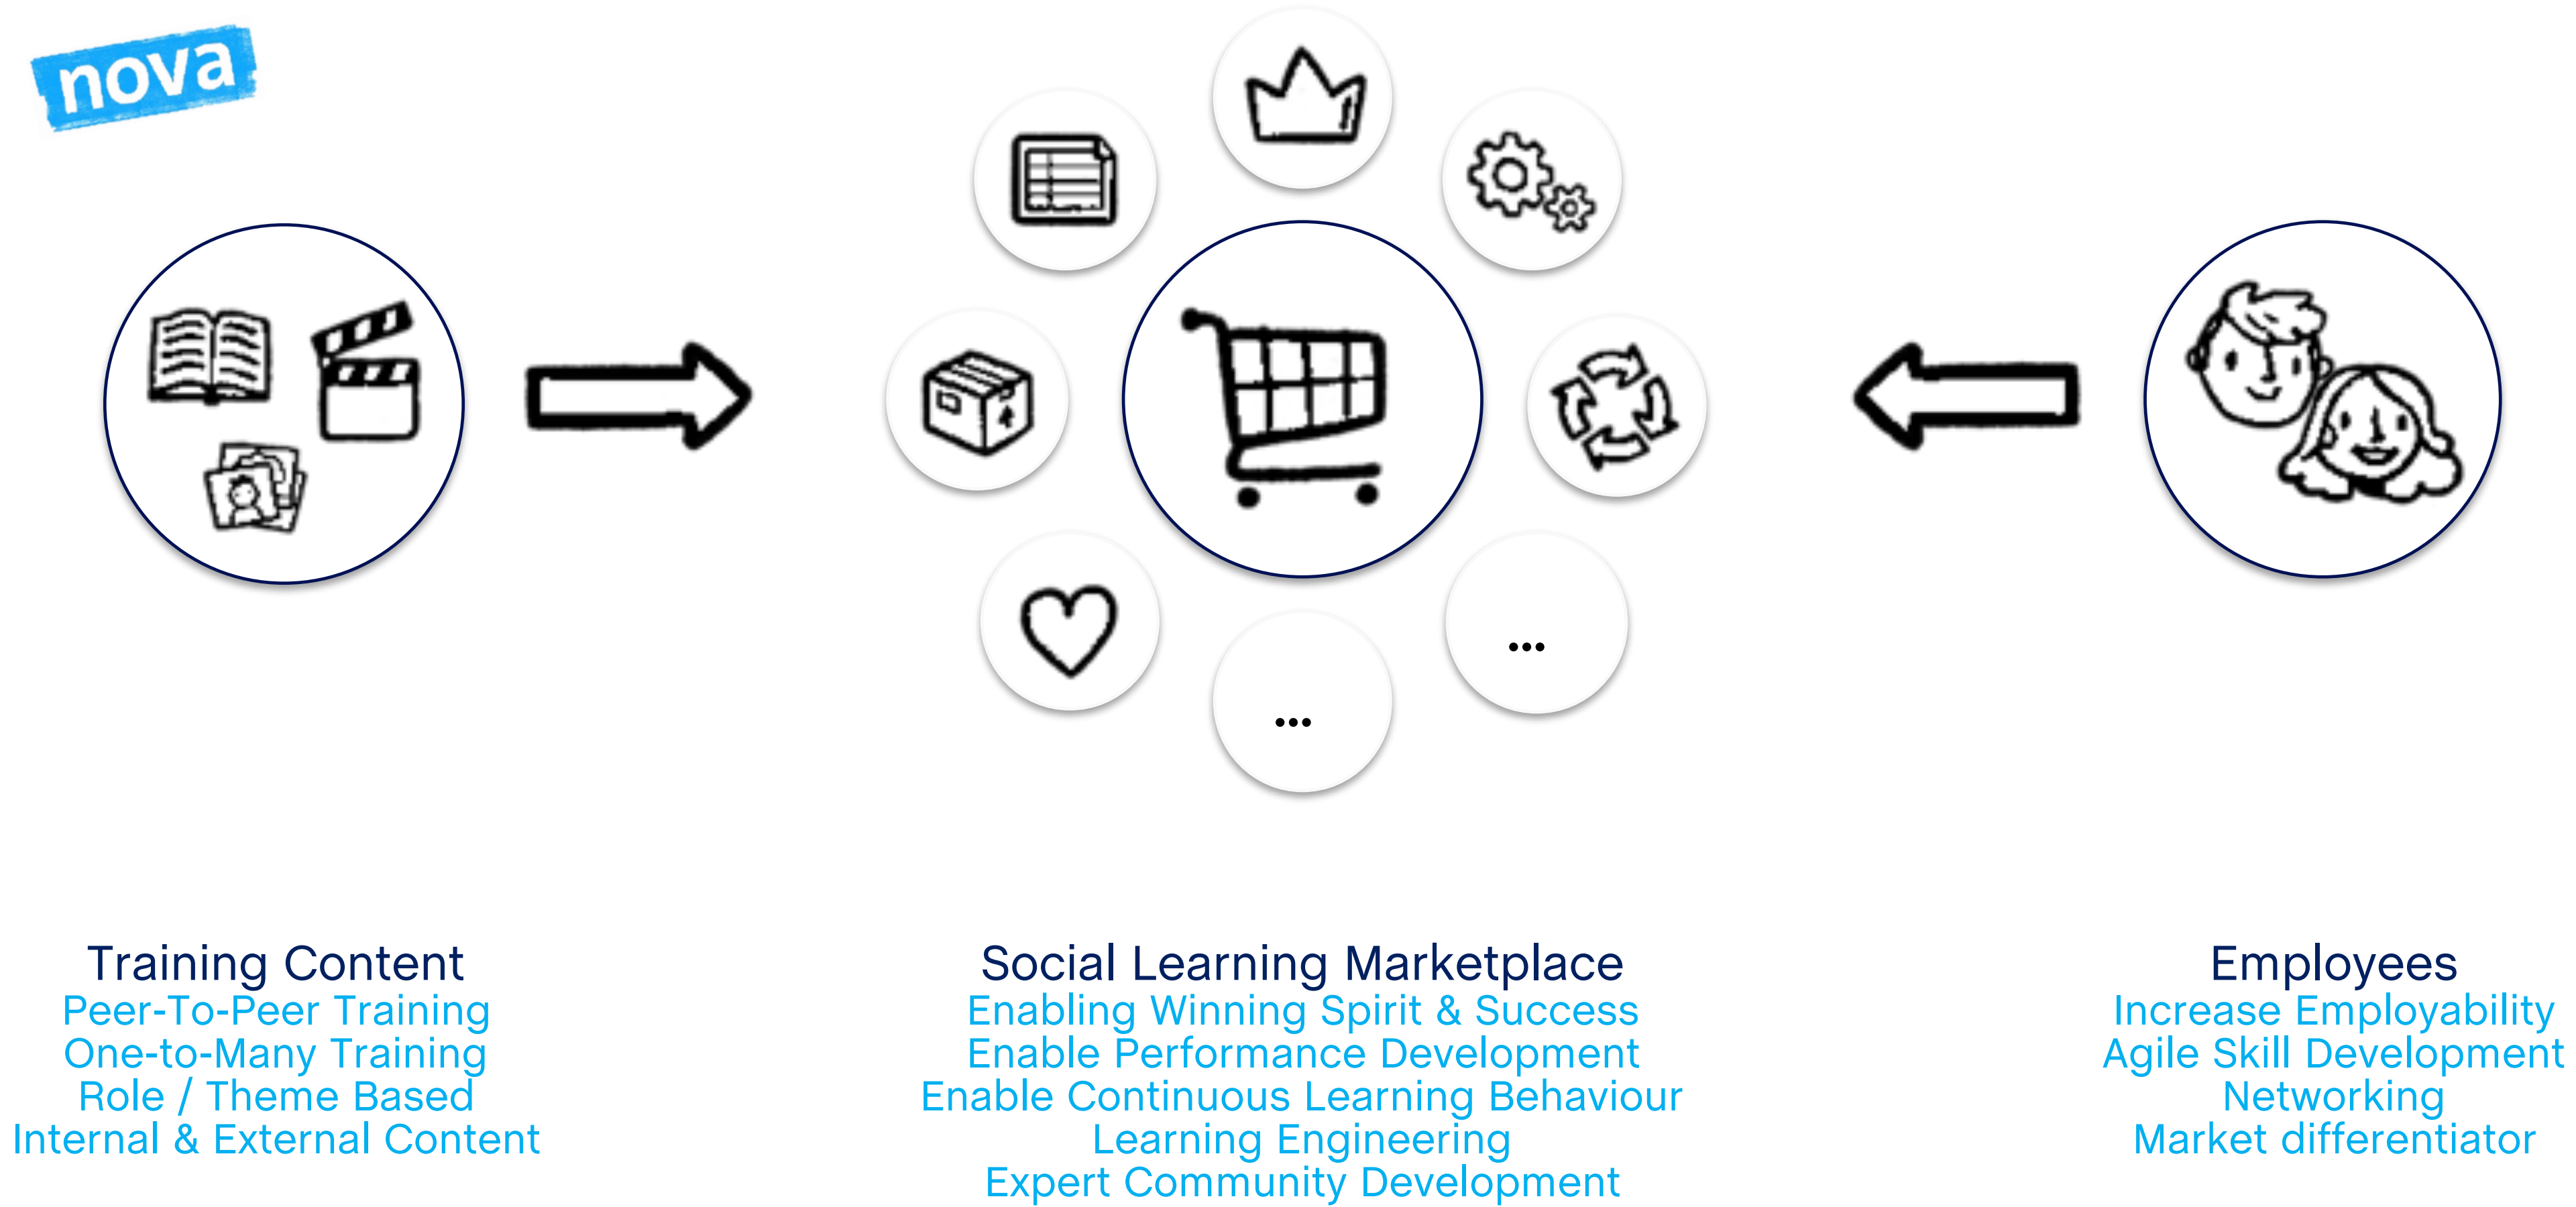 nova
...
...
Training Content
Peer-To-Peer Training
One-to-Many Training
Role / Theme Based
Internal & External Content
Social Learning Marketplace
Enabling Winning Spirit & Success
Enable Performance Development
Enable Continuous Learning Behaviour
Learning Engineering
Expert Community Development
Employees
Increase Employability
Agile Skill Development
Networking
Market differentiator